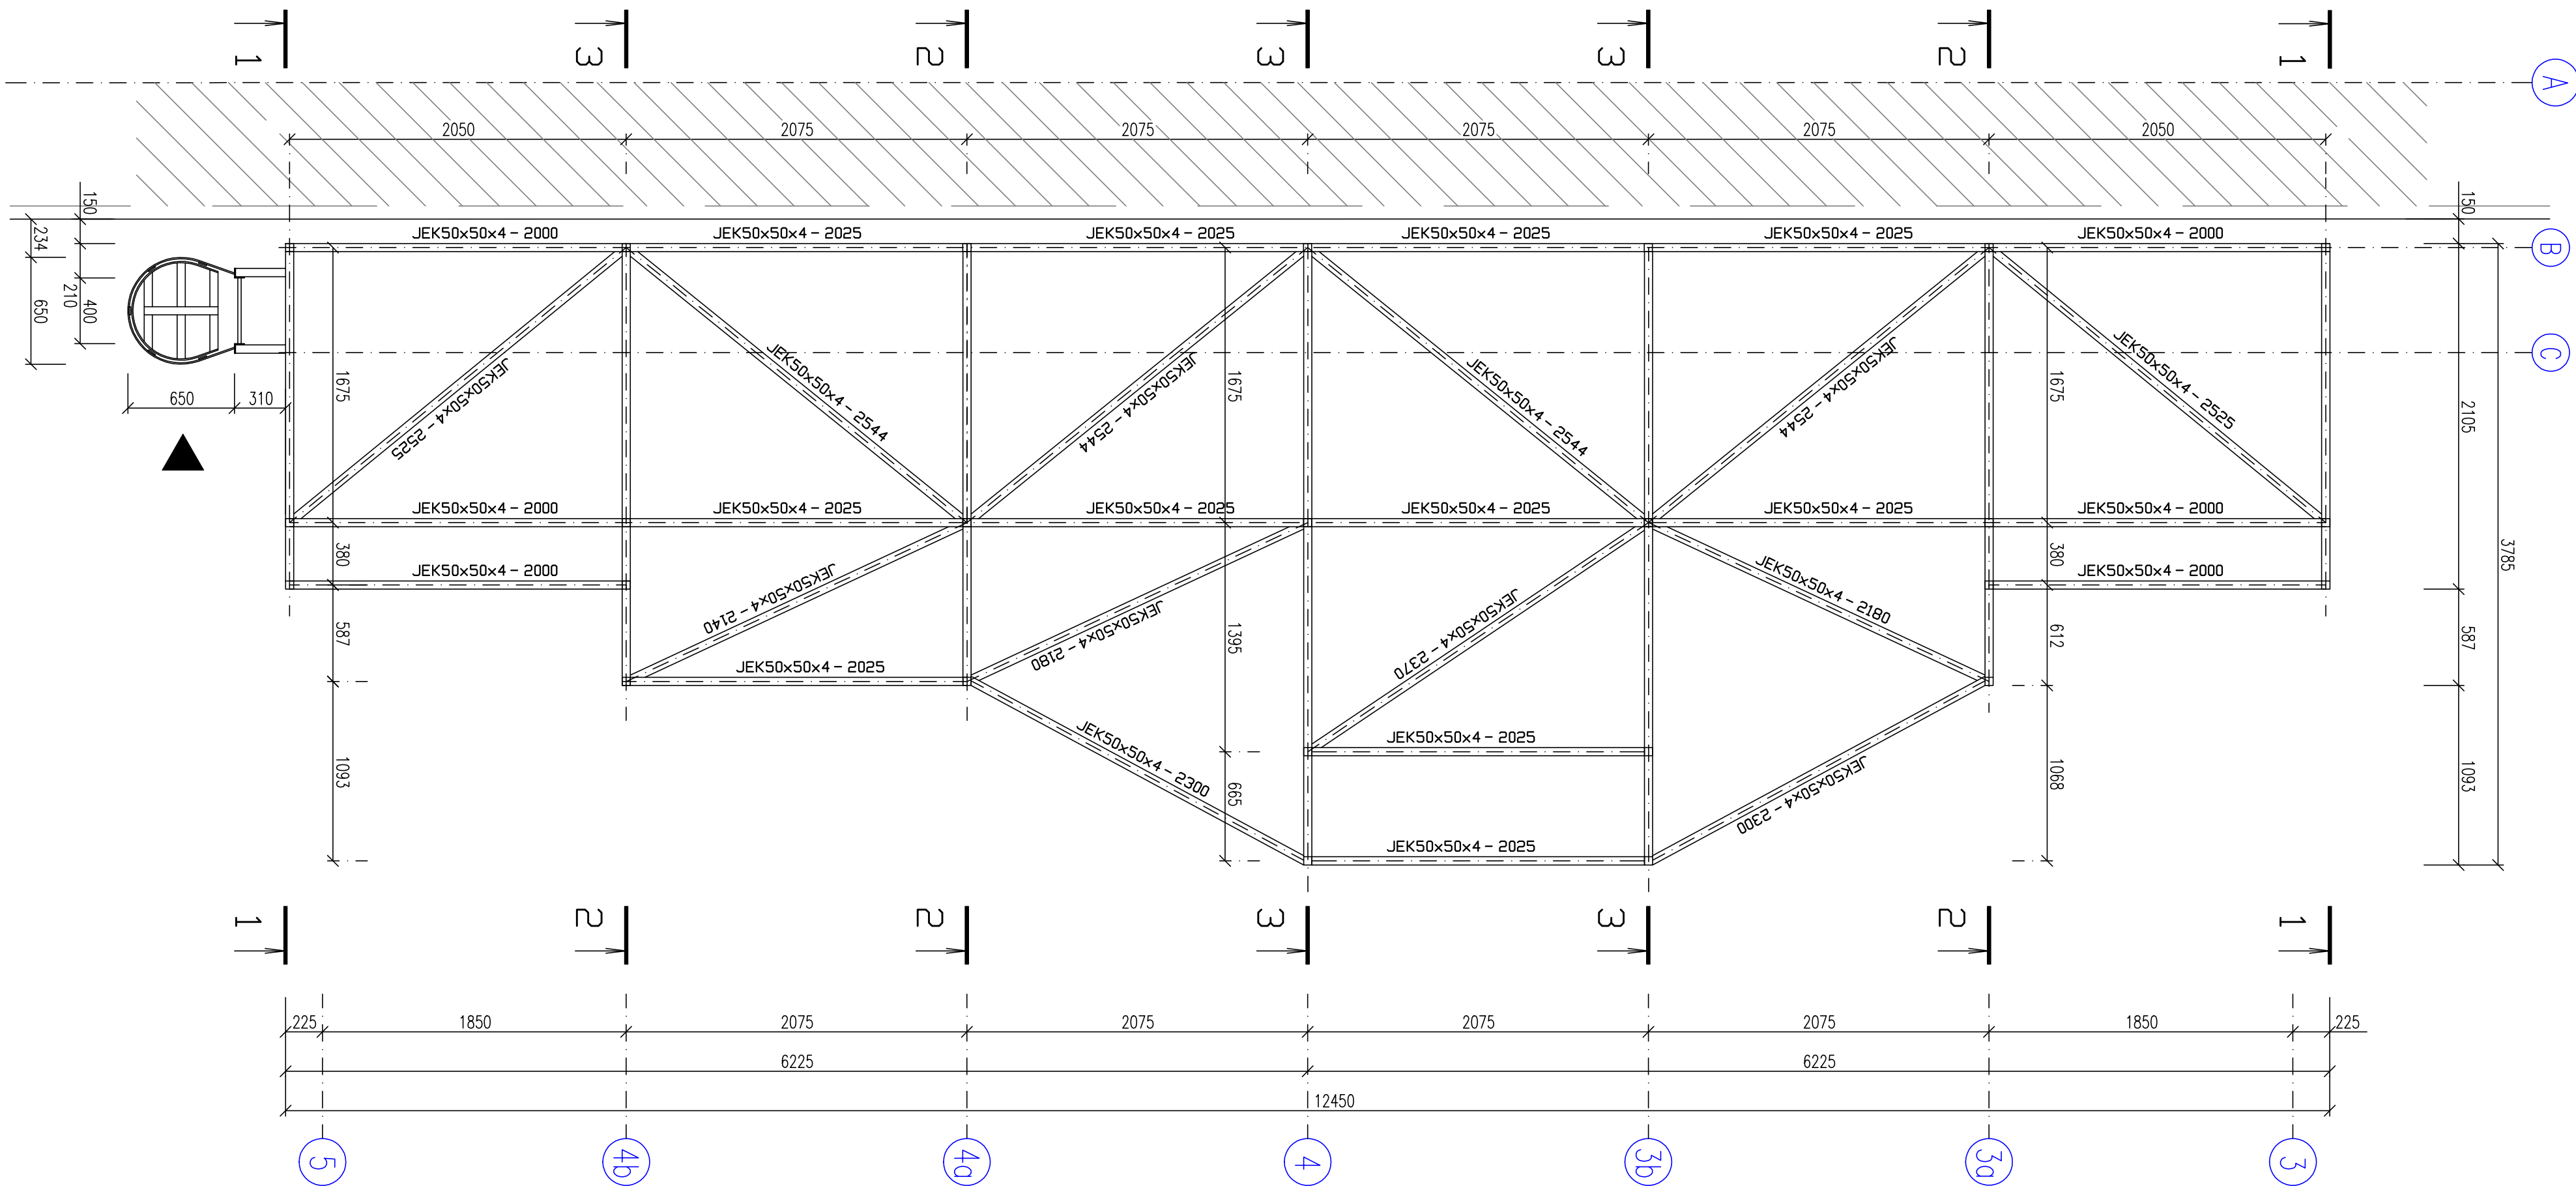 1
3
2
3
3
2
1
A
2050
2075
2075
2075
2075
2050
150
150
234
JEK50x50x4 - 2000
JEK50x50x4 - 2025
JEK50x50x4 - 2025
JEK50x50x4 - 2025
JEK50x50x4 - 2025
JEK50x50x4 - 2000
B
400
210
650
C
650
310
1675
JEK50x50x4 - 2525
JEK50x50x4 - 2544
JEK50x50x4 - 2544
1675
JEK50x50x4 - 2544
JEK50x50x4 - 2544
1675
JEK50x50x4 - 2525
2105
JEK50x50x4 - 2000
JEK50x50x4 - 2025
JEK50x50x4 - 2025
JEK50x50x4 - 2025
JEK50x50x4 - 2025
JEK50x50x4 - 2000
3785
380
JEK50x50x4 - 2000
380
JEK50x50x4 - 2000
JEK50x50x4 - 2140
JEK50x50x4 - 2180
1395
JEK50x50x4 - 2370
JEK50x50x4 - 2180
587
612
587
JEK50x50x4 - 2025
JEK50x50x4 - 2025
1093
JEK50x50x4 - 2300
665
JEK50x50x4 - 2300
1068
1093
JEK50x50x4 - 2025
1
2
2
3
3
2
1
225
1850
2075
2075
2075
2075
1850
225
6225
6225
12450
5
4b
4a
4
3b
3a
3